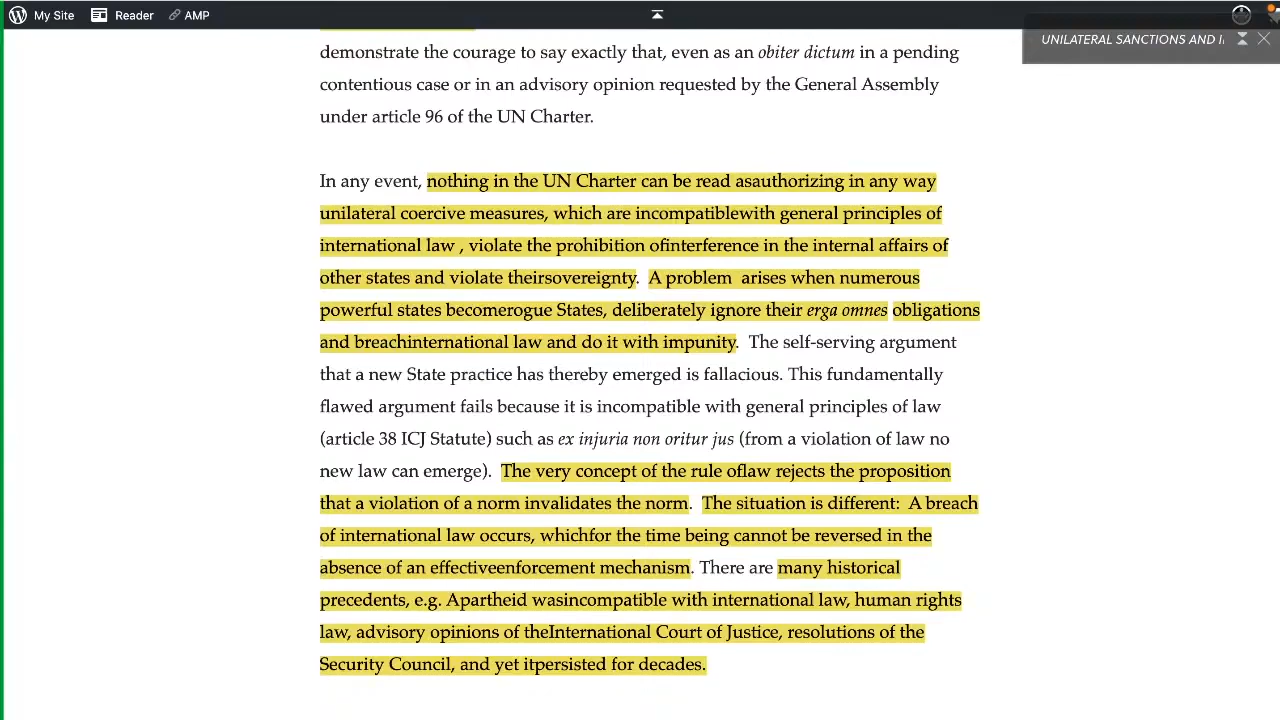 My Site Reader AMP
UNILATERAL SANCTIONS AND I
demonstrate the courage to say exactly that, even as an obiter dictum in a pending
contentious case or in an advisory opinion requested by the General Assembly
under article 96 of the UN Charter.
In any event, nothing in the UN Charter can be read asauthorizing in any way
unilateral coercive measures, which are incompatiblewith general principles of
international law , violate the prohibition ofinterference in the internal affairs of
other states and violate theirsovereignty. A problem arises when numerous
powerful states becomerogue States, deliberately ignore their erga omnes obligations
and breachinternational law and do it with impunity. The self-serving argument
that a new State practice has thereby emerged is fallacious. This fundamentally
flawed argument fails because it is incompatible with general principles of law
(article 38 ICJ Statute) such as ex injuria non oritur jus (from a violation of law no
new law can emerge). The very concept of the rule oflaw rejects the proposition
that a violation of a norm invalidates the norm. The situation is different: A breach
of international law occurs, whichfor the time being cannot be reversed in the
absence of an effectiveenforcement mechanism. There are many historical
precedents, e.g. Apartheid wasincompatible with international law, human rights
law, advisory opinions of theInternational Court of Justice, resolutions of the
Security Council, and yet itpersisted for decades.